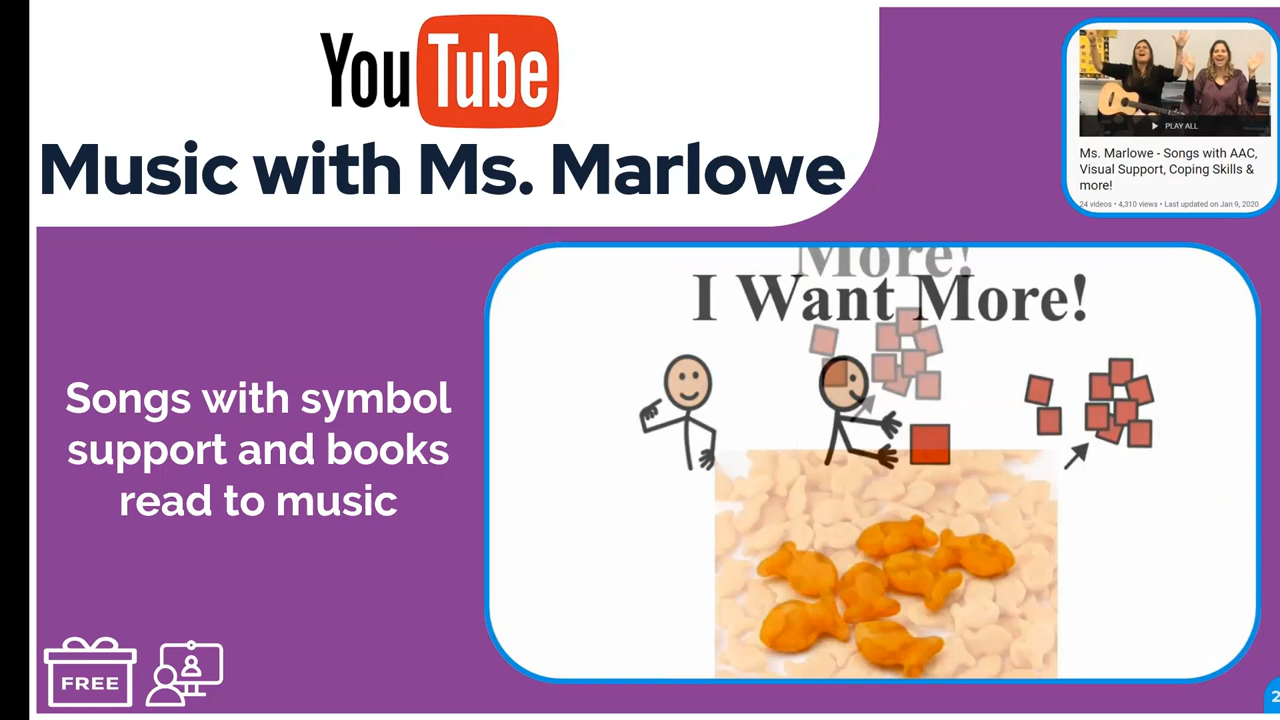 YouTube
Music with Ms. Marlowe
PLAY ALL
Ms. Marlowe - Songs with AAC,
Visual Support, Coping Skills &
more!
24 videos • 4,310 views • Last updated on Jan 9, 2020
More!
I Want More!
Songs with symbol
support and books
read to music
FREE
2